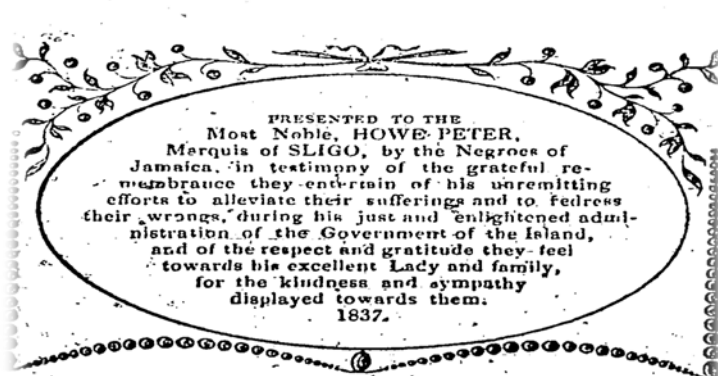 PRESENTED TO THE
Most Noble, HOWE PETER,
Marquis of SLIGO, by the Negroes of
Jamaica, in testimony of the grateful re-
membrance they entertain of his unremitting
efforts to alleviate their sufferings and to redress
their wrongs, during his just and enlightened admi-
nistration of the Government of the Island,
and of the respect and gratitude they feel
towards his excellent Lady and family,
for the kindness and sympathy
displayed towards them.
1837.